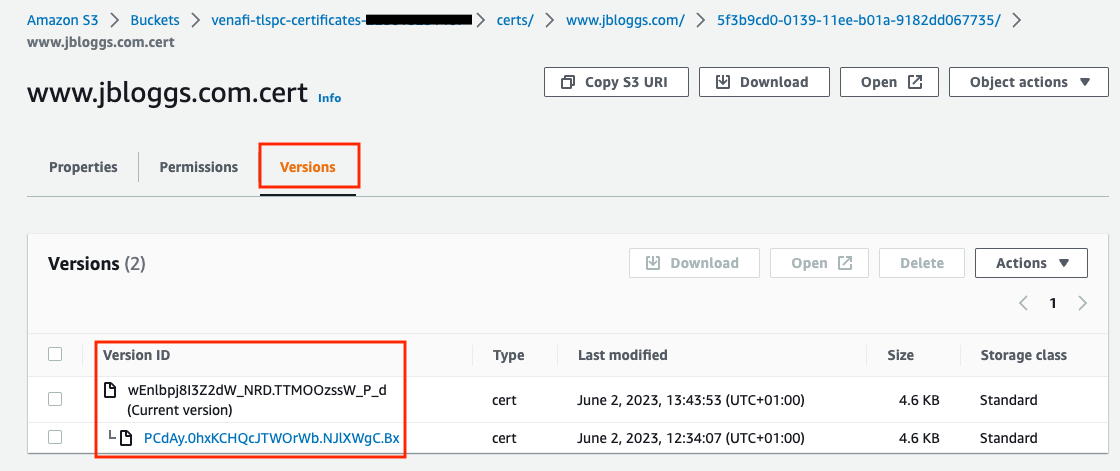 Amazon S3 > Buckets > venafi-tlspc-certificates- > certs/ > www.jbloggs.com/ > 5f3b9cd0-0139-11ee-b01a-9182dd067735/ >
www.jbloggs.com.cert
www.jbloggs.com.cert Info Copy S3 URI Download Open Object actions
Properties Permissions Versions
Versions (2) Download Open Delete Actions
1
Version ID Type Last modified Size Storage class
wEnlbpj8I3Z2dW_NRD.TTMOOzssW_P_d
(Current version) cert June 2, 2023, 13:43:53 (UTC+01:00) 4.6 KB Standard
PCdAy.0hxKCHQcJTWOrWb.NJlXWgC.Bx cert June 2, 2023, 12:34:07 (UTC+01:00) 4.6 KB Standard